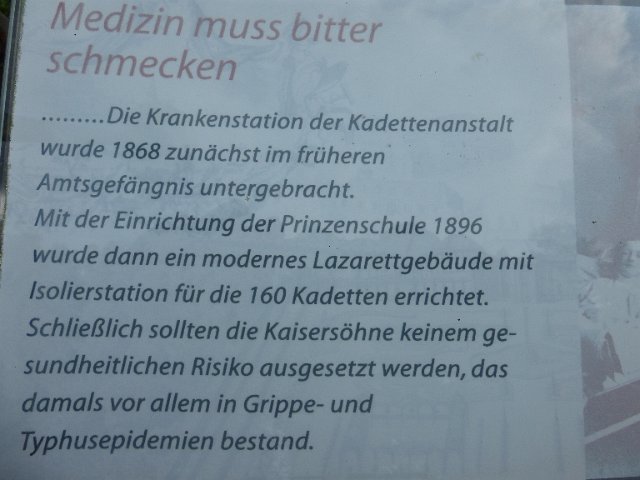 Medizin muss bitter
schmecken
.........Die Krankenstation der Kadettenanstalt
wurde 1868 zunächst im früheren
Amtsgefängnis untergebracht.
Mit der Einrichtung der Prinzenschule 1896
wurde dann ein modernes Lazarettgebäude mit
Isolierstation für die 160 Kadetten errichtet.
Schließlich sollten die Kaisersöhne keinem ge-
sundheitlichen Risiko ausgesetzt werden, das
damals vor allem in Grippe- und
Typhusepidemien bestand.